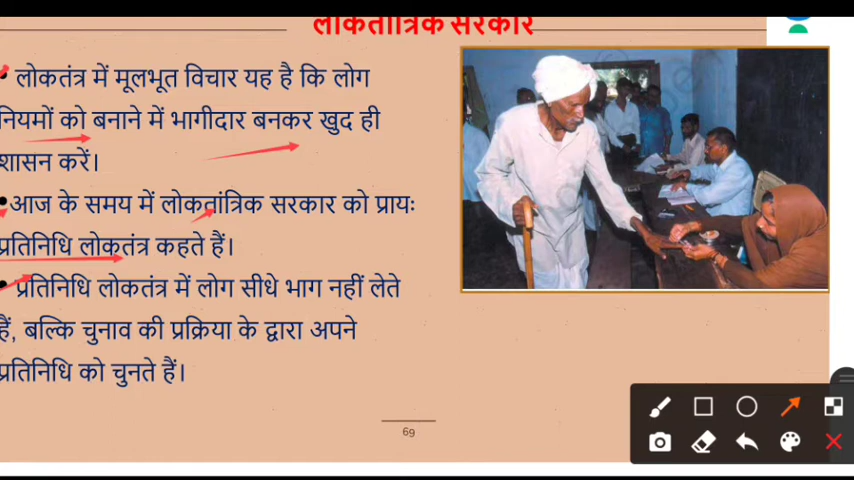 लोकतांत्रिक सरकार
• लोकतंत्र में मूलभूत विचार यह है कि लोग
नियमों को बनाने में भागीदार बनकर खुद ही
शासन करें।
•आज के समय में लोकतांत्रिक सरकार को प्रायः
प्रतिनिधि लोकतंत्र कहते हैं।
• प्रतिनिधि लोकतंत्र में लोग सीधे भाग नहीं लेते
हैं, बल्कि चुनाव की प्रक्रिया के द्वारा अपने
प्रतिनिधि को चुनते हैं।
69